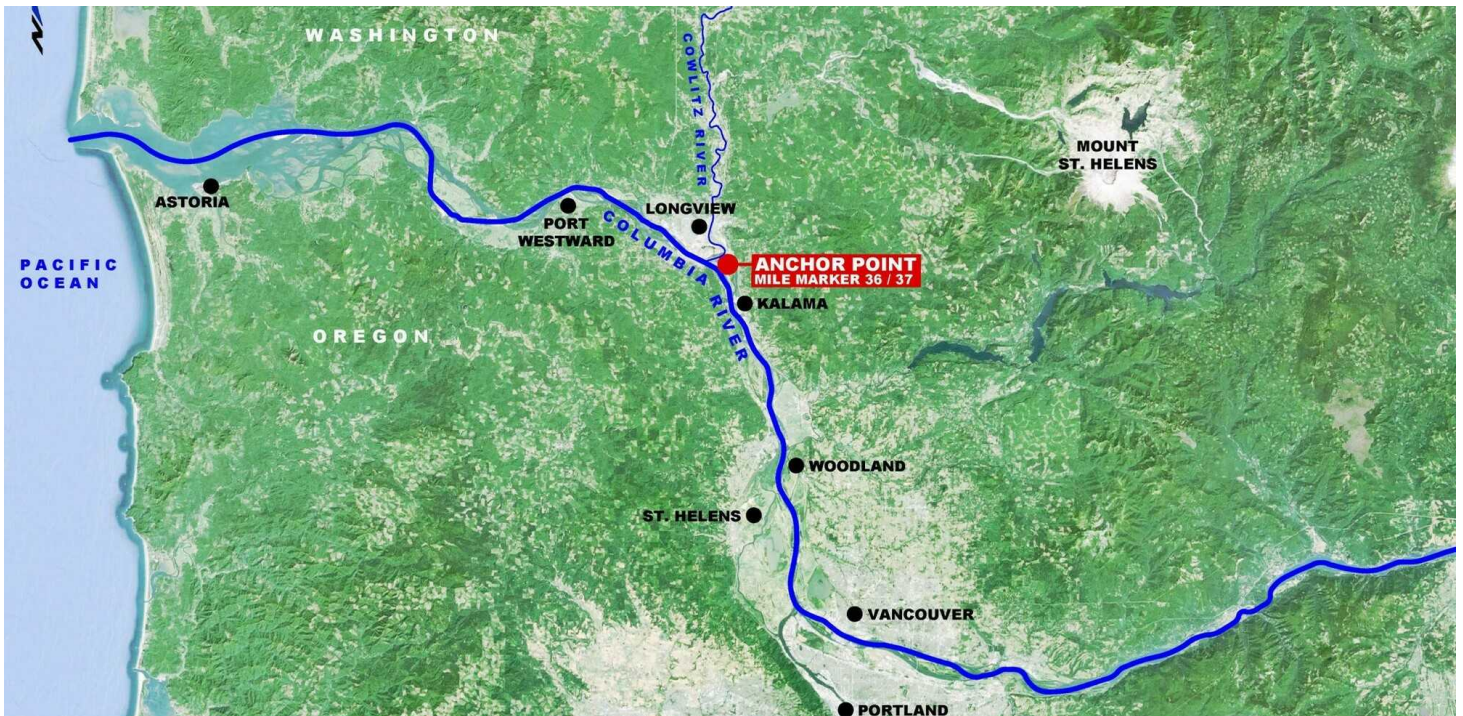 N
WASHINGTON
COWLITZ RIVER
MOUNT
ST. HELENS
ASTORIA
LONGVIEW
PORT
WESTWARD
COLUMBIA RIVER
PACIFIC
OCEAN
ANCHOR POINT
MILE MARKER 36 / 37
KALAMA
OREGON
WOODLAND
ST. HELENS
VANCOUVER
PORTLAND